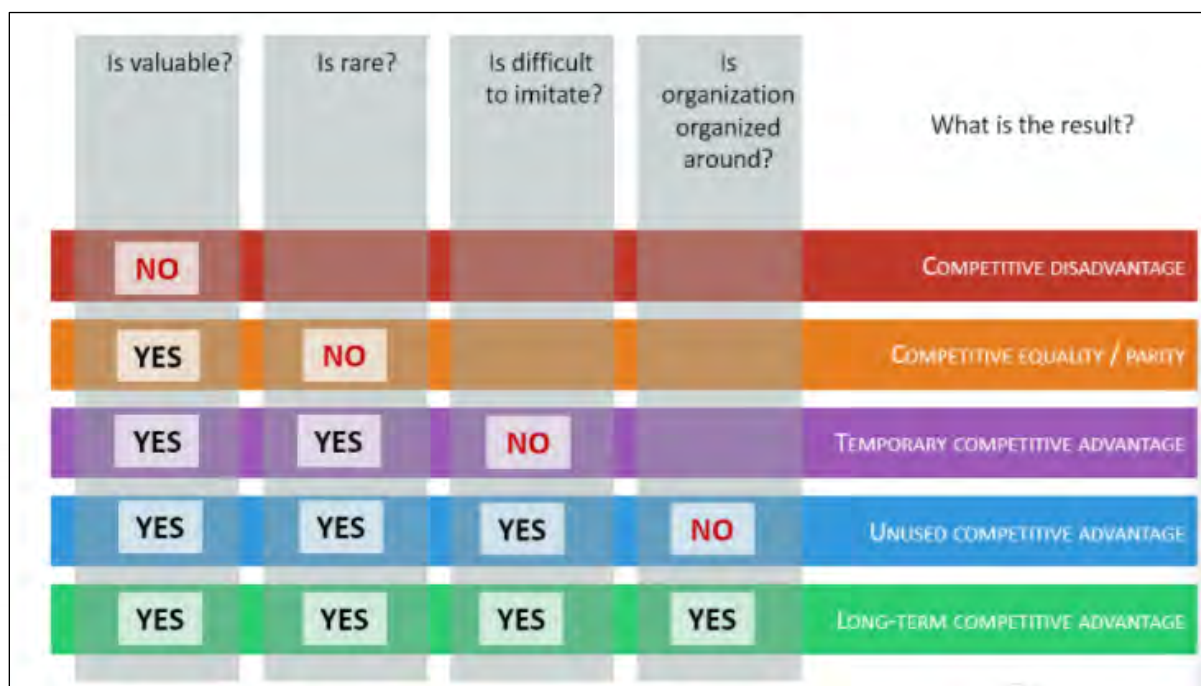 Is valuable?
Is rare?
Is difficult
to imitate?
Is
organization
organized
around?
What is the result?
NO
COMPETITIVE DISADVANTAGE
YES NO
COMPETITIVE EQUALITY / PARITY
YES YES NO
TEMPORARY COMPETITIVE ADVANTAGE
YES YES YES NO
UNUSED COMPETITIVE ADVANTAGE
YES YES YES YES
LONG-TERM COMPETITIVE ADVANTAGE